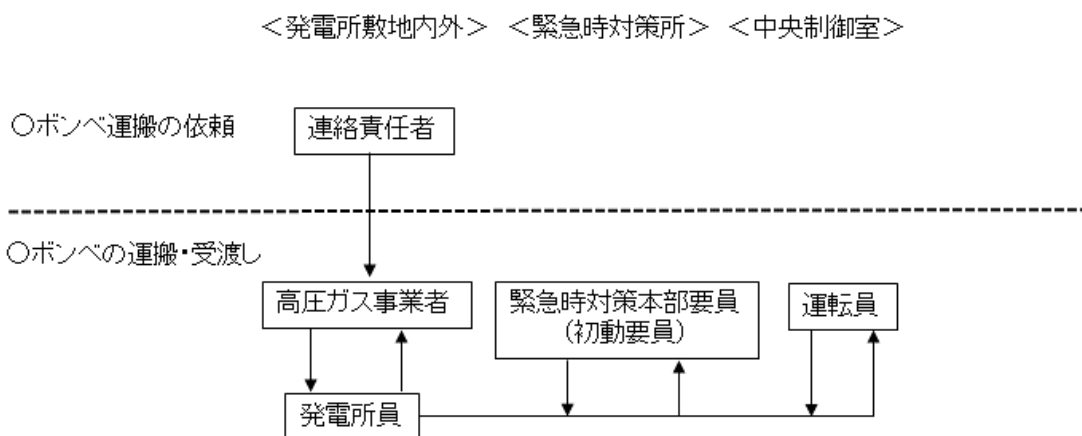 ＜発電所敷地内外＞ ＜緊急時対策所＞ ＜中央制御室＞
○ボンベ運搬の依頼
連絡責任者
○ボンベの運搬・受渡し
高圧ガス事業者
緊急時対策本部要員
（初動要員）
運転員
発電所員